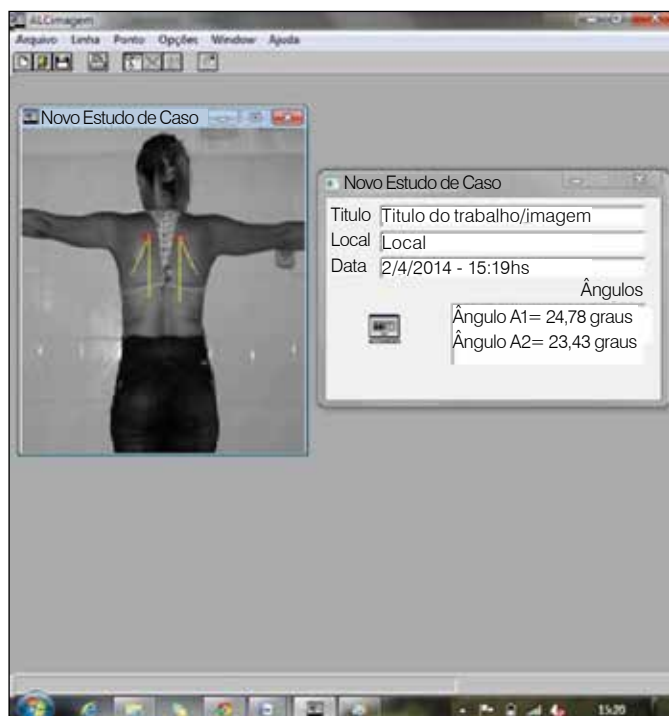 ALCimagem
Arquivo Linha Ponto Opções Window Ajuda
Novo Estudo de Caso
Novo Estudo de Caso
Titulo Titulo do trabalho/imagem
Local Local
Data 2/4/2014 - 15:19hs
Ângulos
Ângulo A1= 24,78 graus
Ângulo A2= 23,43 graus
15:20